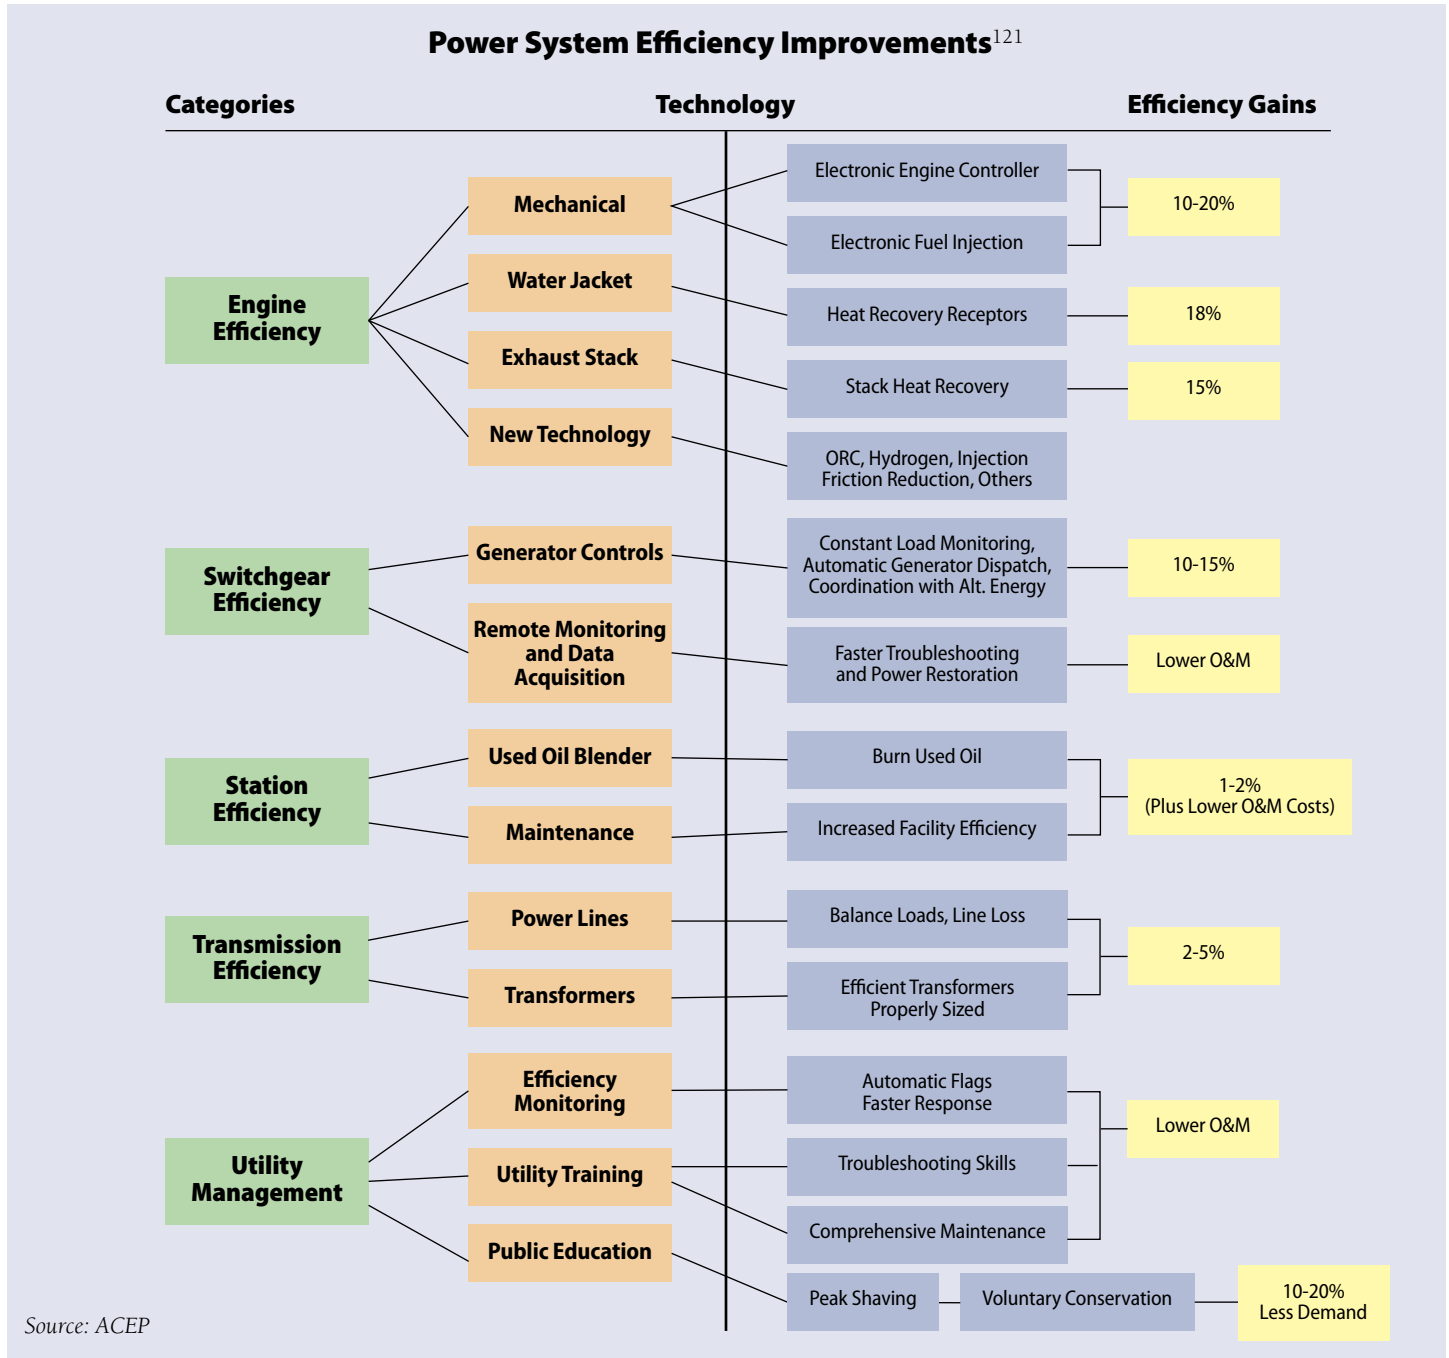 Power System Efficiency Improvements121
Categories
Technology
Efficiency Gains
Engine
Efficiency
Mechanical
Electronic Engine Controller
Electronic Fuel Injection
10-20%
Water Jacket
Heat Recovery Receptors
18%
Exhaust Stack
Stack Heat Recovery
15%
New Technology
ORC, Hydrogen, Injection
Friction Reduction, Others
Switchgear
Efficiency
Generator Controls
Constant Load Monitoring,
Automatic Generator Dispatch,
Coordination with Alt. Energy
10-15%
Remote Monitoring
and Data
Acquisition
Faster Troubleshooting
and Power Restoration
Lower O&M
Station
Efficiency
Used Oil Blender
Burn Used Oil
Maintenance
Increased Facility Efficiency
1-2%
(Plus Lower O&M Costs)
Transmission
Efficiency
Power Lines
Balance Loads, Line Loss
Transformers
Efficient Transformers
Properly Sized
2-5%
Utility
Management
Efficiency
Monitoring
Automatic Flags
Faster Response
Utility Training
Troubleshooting Skills
Comprehensive Maintenance
Lower O&M
Public Education
Peak Shaving
Voluntary Conservation
10-20%
Less Demand
Source: ACEP